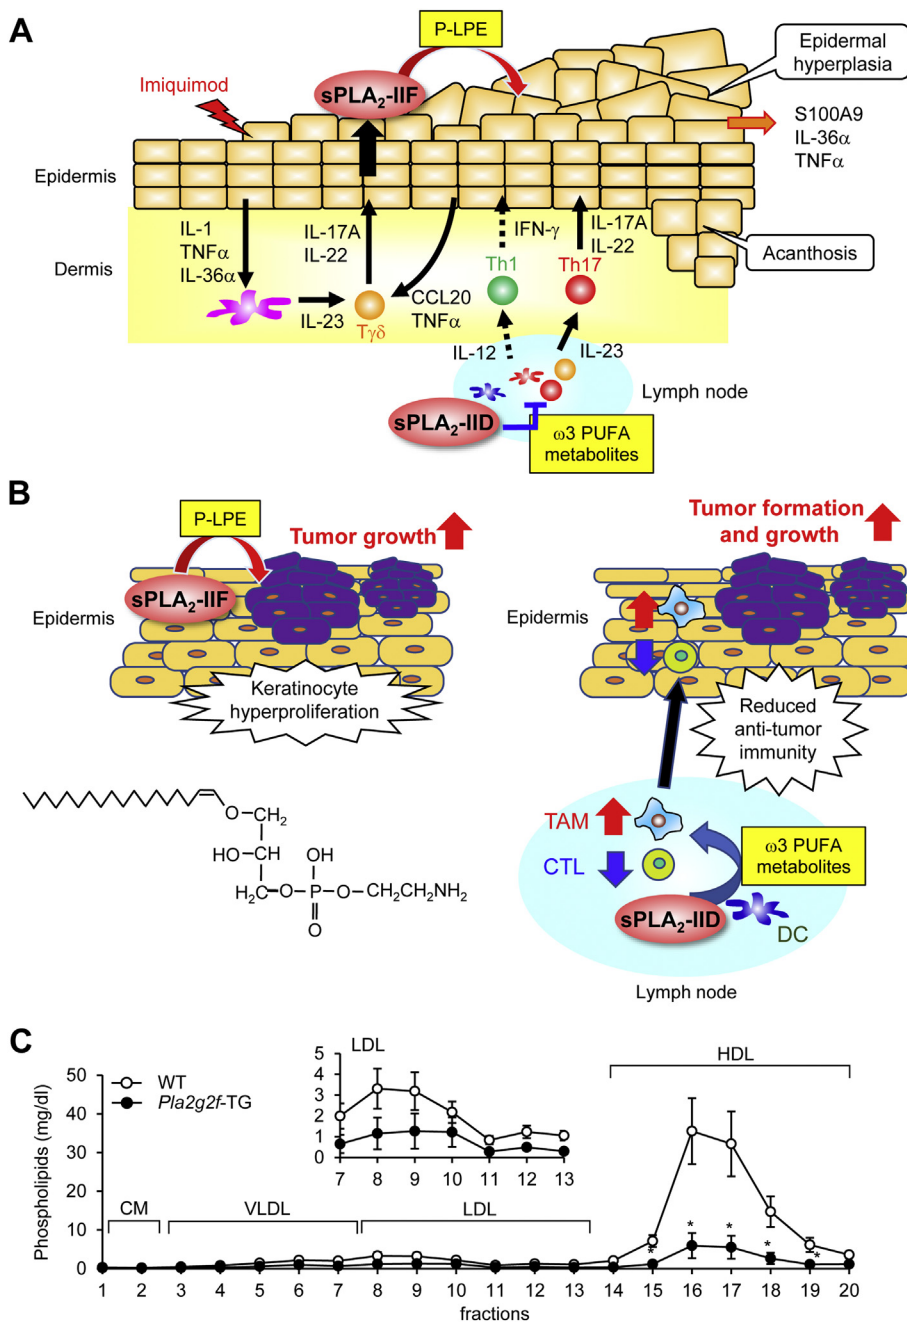 A
P-LPE
Epidermal
hyperplasia
sPLA₂-IIF
Imiquimod
S100A9
IL-36α
TNFα
Epidermis
IL-1
TNFα
IL-36α
IL-17A
IL-22
IFN-γ
IL-17A
IL-22
Acanthosis
Dermis
Th1
Th17
CCL20
TNFα
IL-23
Tγδ
IL-12
IL-23
Lymph node
sPLA₂-IID
ω3 PUFA
metabolites
B
P-LPE
Tumor growth
Tumor formation
and growth
sPLA₂-IIF
Epidermis
Epidermis
Keratinocyte
hyperproliferation
Reduced
anti-tumor
immunity
O–CH₂
HO–CH
OH
H₂C–O–P–O–CH₂CH₂NH₂
O
TAM
CTL
ω3 PUFA
metabolites
sPLA₂-IID
DC
Lymph node
C
LDL
HDL
WT
Pla2g2f-TG
Phospholipids (mg/dl)
50
40
30
20
10
0
5
4
3
2
1
0
7 8 9 10 11 12 13
CM
VLDL
LDL
* * * * *
1 2 3 4 5 6 7 8 9 10 11 12 13 14 15 16 17 18 19 20
fractions